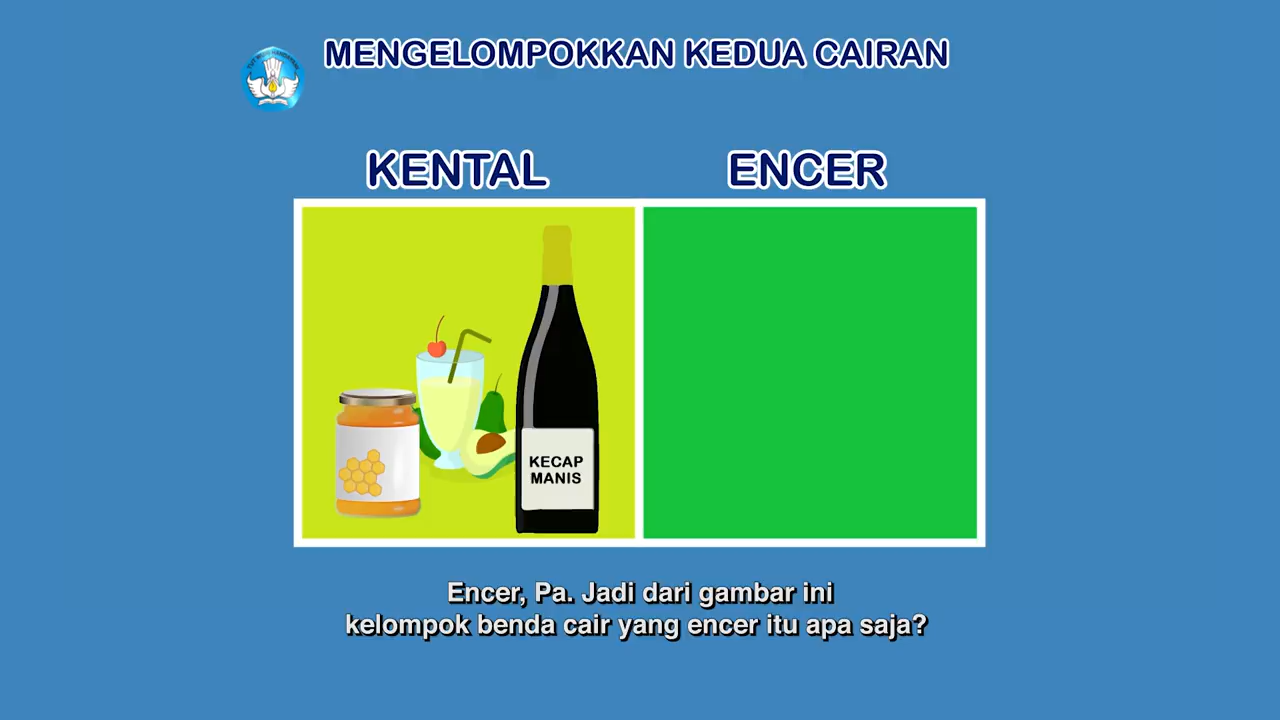 MENGELOMPOKKAN KEDUA CAIRAN
KENTAL
ENCER
KECAP
MANIS
Encer, Pa. Jadi dari gambar ini
kelompok benda cair yang encer itu apa saja?